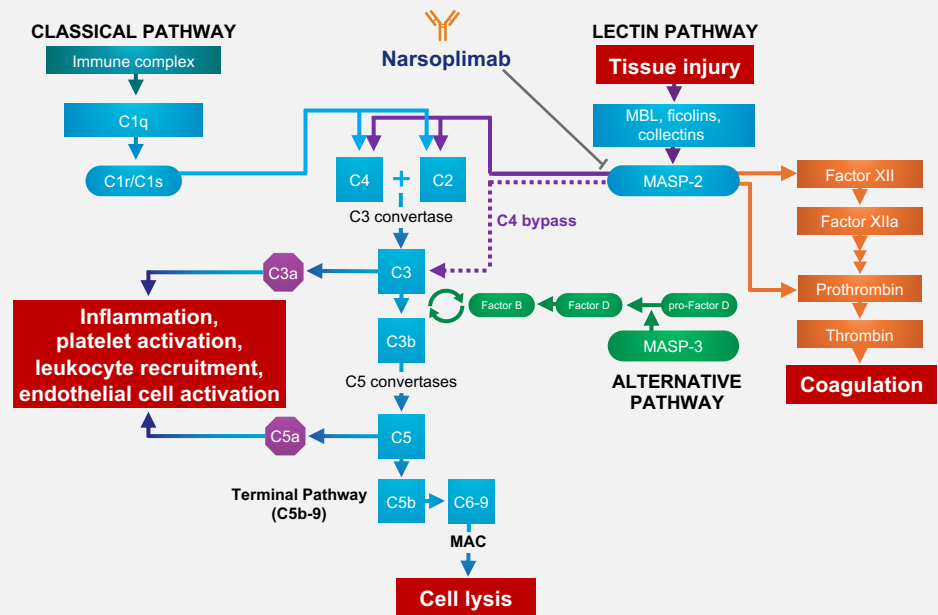 CLASSICAL PATHWAY
Immune complex
C1q
C1r/C1s
Narsoplimab
LECTIN PATHWAY
Tissue injury
MBL, ficolins,
collectins
MASP-2
C4
+
C2
C3 convertase
C4 bypass
Factor XII
Factor XIIa
Prothrombin
Thrombin
Coagulation
C3a
C3
Factor B
Factor D
pro-Factor D
MASP-3
ALTERNATIVE
PATHWAY
Inflammation,
platelet activation,
leukocyte recruitment,
endothelial cell activation
C3b
C5 convertases
C5a
C5
Terminal Pathway
(C5b-9)
C5b
C6-9
MAC
Cell lysis